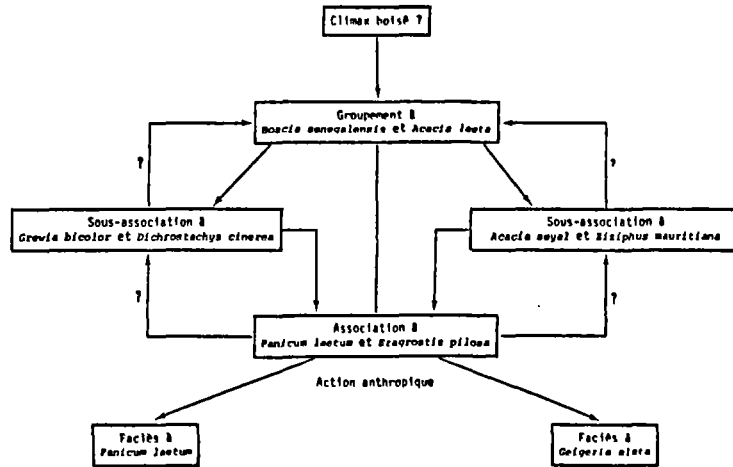 Climax boisé ?
Groupement à
Boscia senegalensis et Acacia laeta
?
?
Sous-association à
Grewia bicolor et Dichrostachys cinerea
Sous-association à
Acacia seyal et Zisiphus mauritiana
?
?
Association à
Panicum laetum et Eragrostis pilosa
Action anthropique
Faciès à
Panicum laetum
Faciès à
Geigeria alata